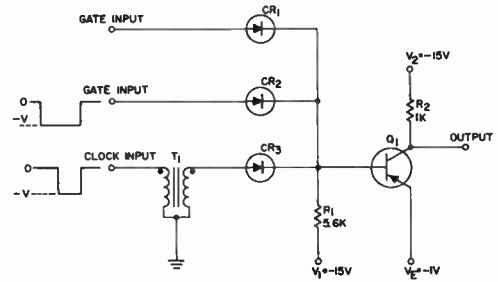 GATE INPUT
CR1
V2=-15V
GATE INPUT
CR2
R2
1K
0
-V
Q1
OUTPUT
CLOCK INPUT
T1
CR3
0
-V
R1
5.6K
V1=-15V
VE=-1V